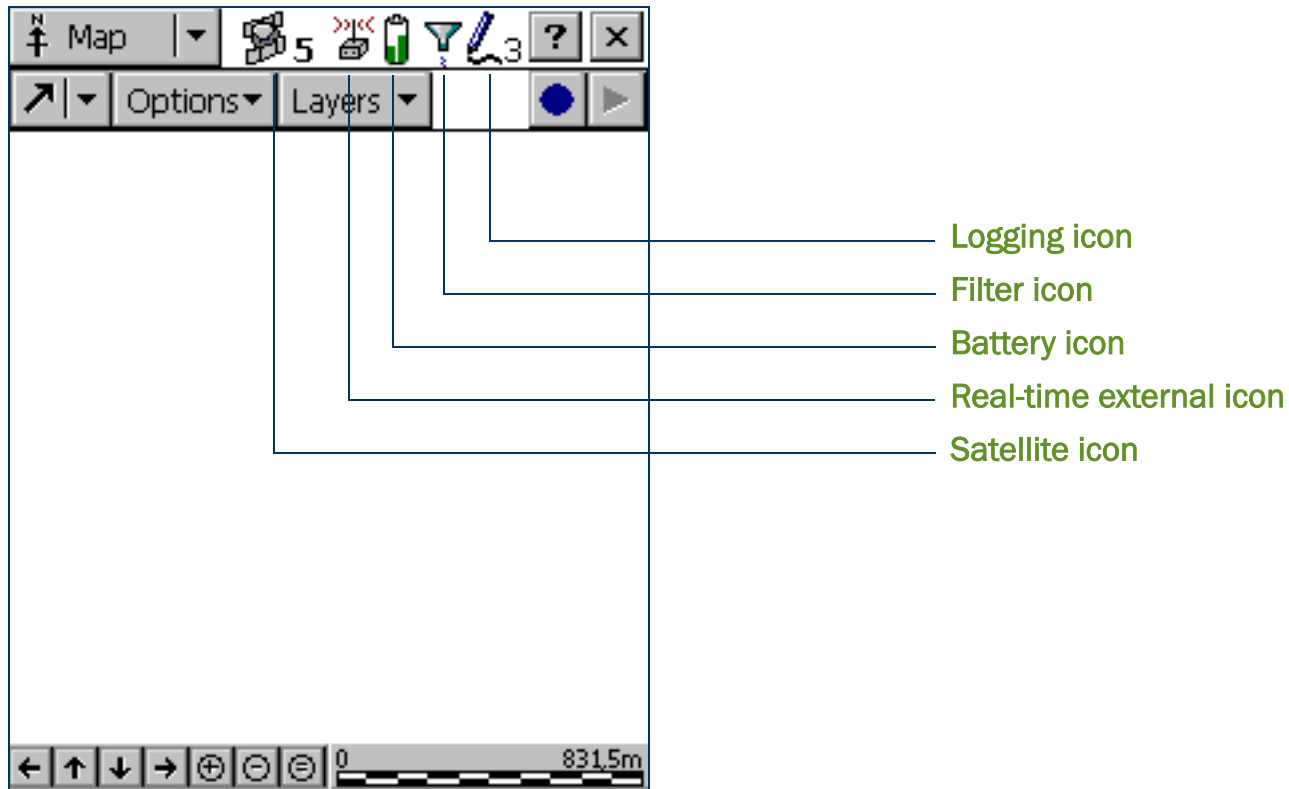 N
Map
5
3
?
×
Options
Layers
Logging icon
Filter icon
Battery icon
Real-time external icon
Satellite icon
0 831,5m